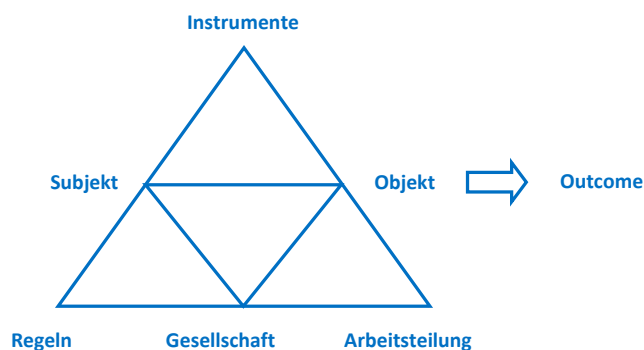 Instrumente
Subjekt Objekt Outcome
Regeln Gesellschaft Arbeitsteilung